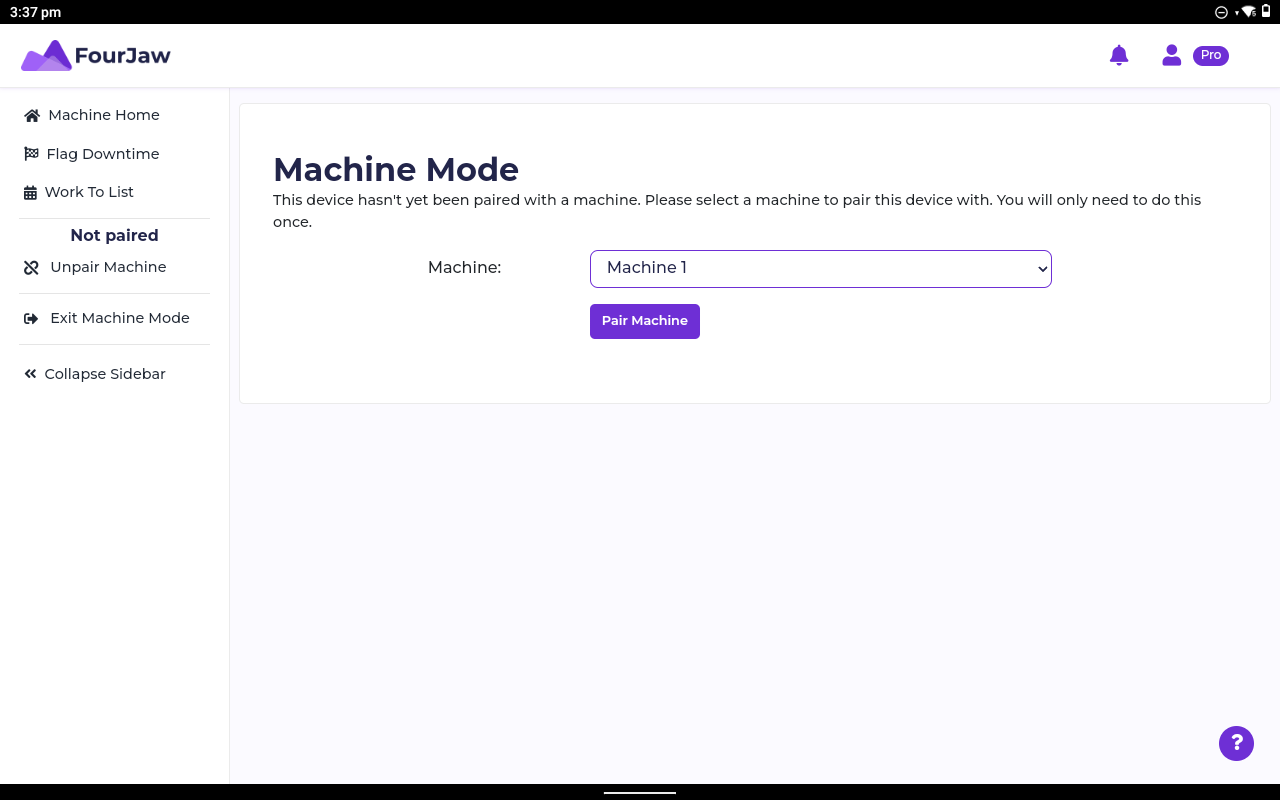 3:37 pm
FourJaw
Pro
Machine Home
Flag Downtime
Work To List
Not paired
Unpair Machine
Exit Machine Mode
Collapse Sidebar
Machine Mode
This device hasn't yet been paired with a machine. Please select a machine to pair this device with. You will only need to do this
once.
Machine:
Machine 1
Pair Machine
?